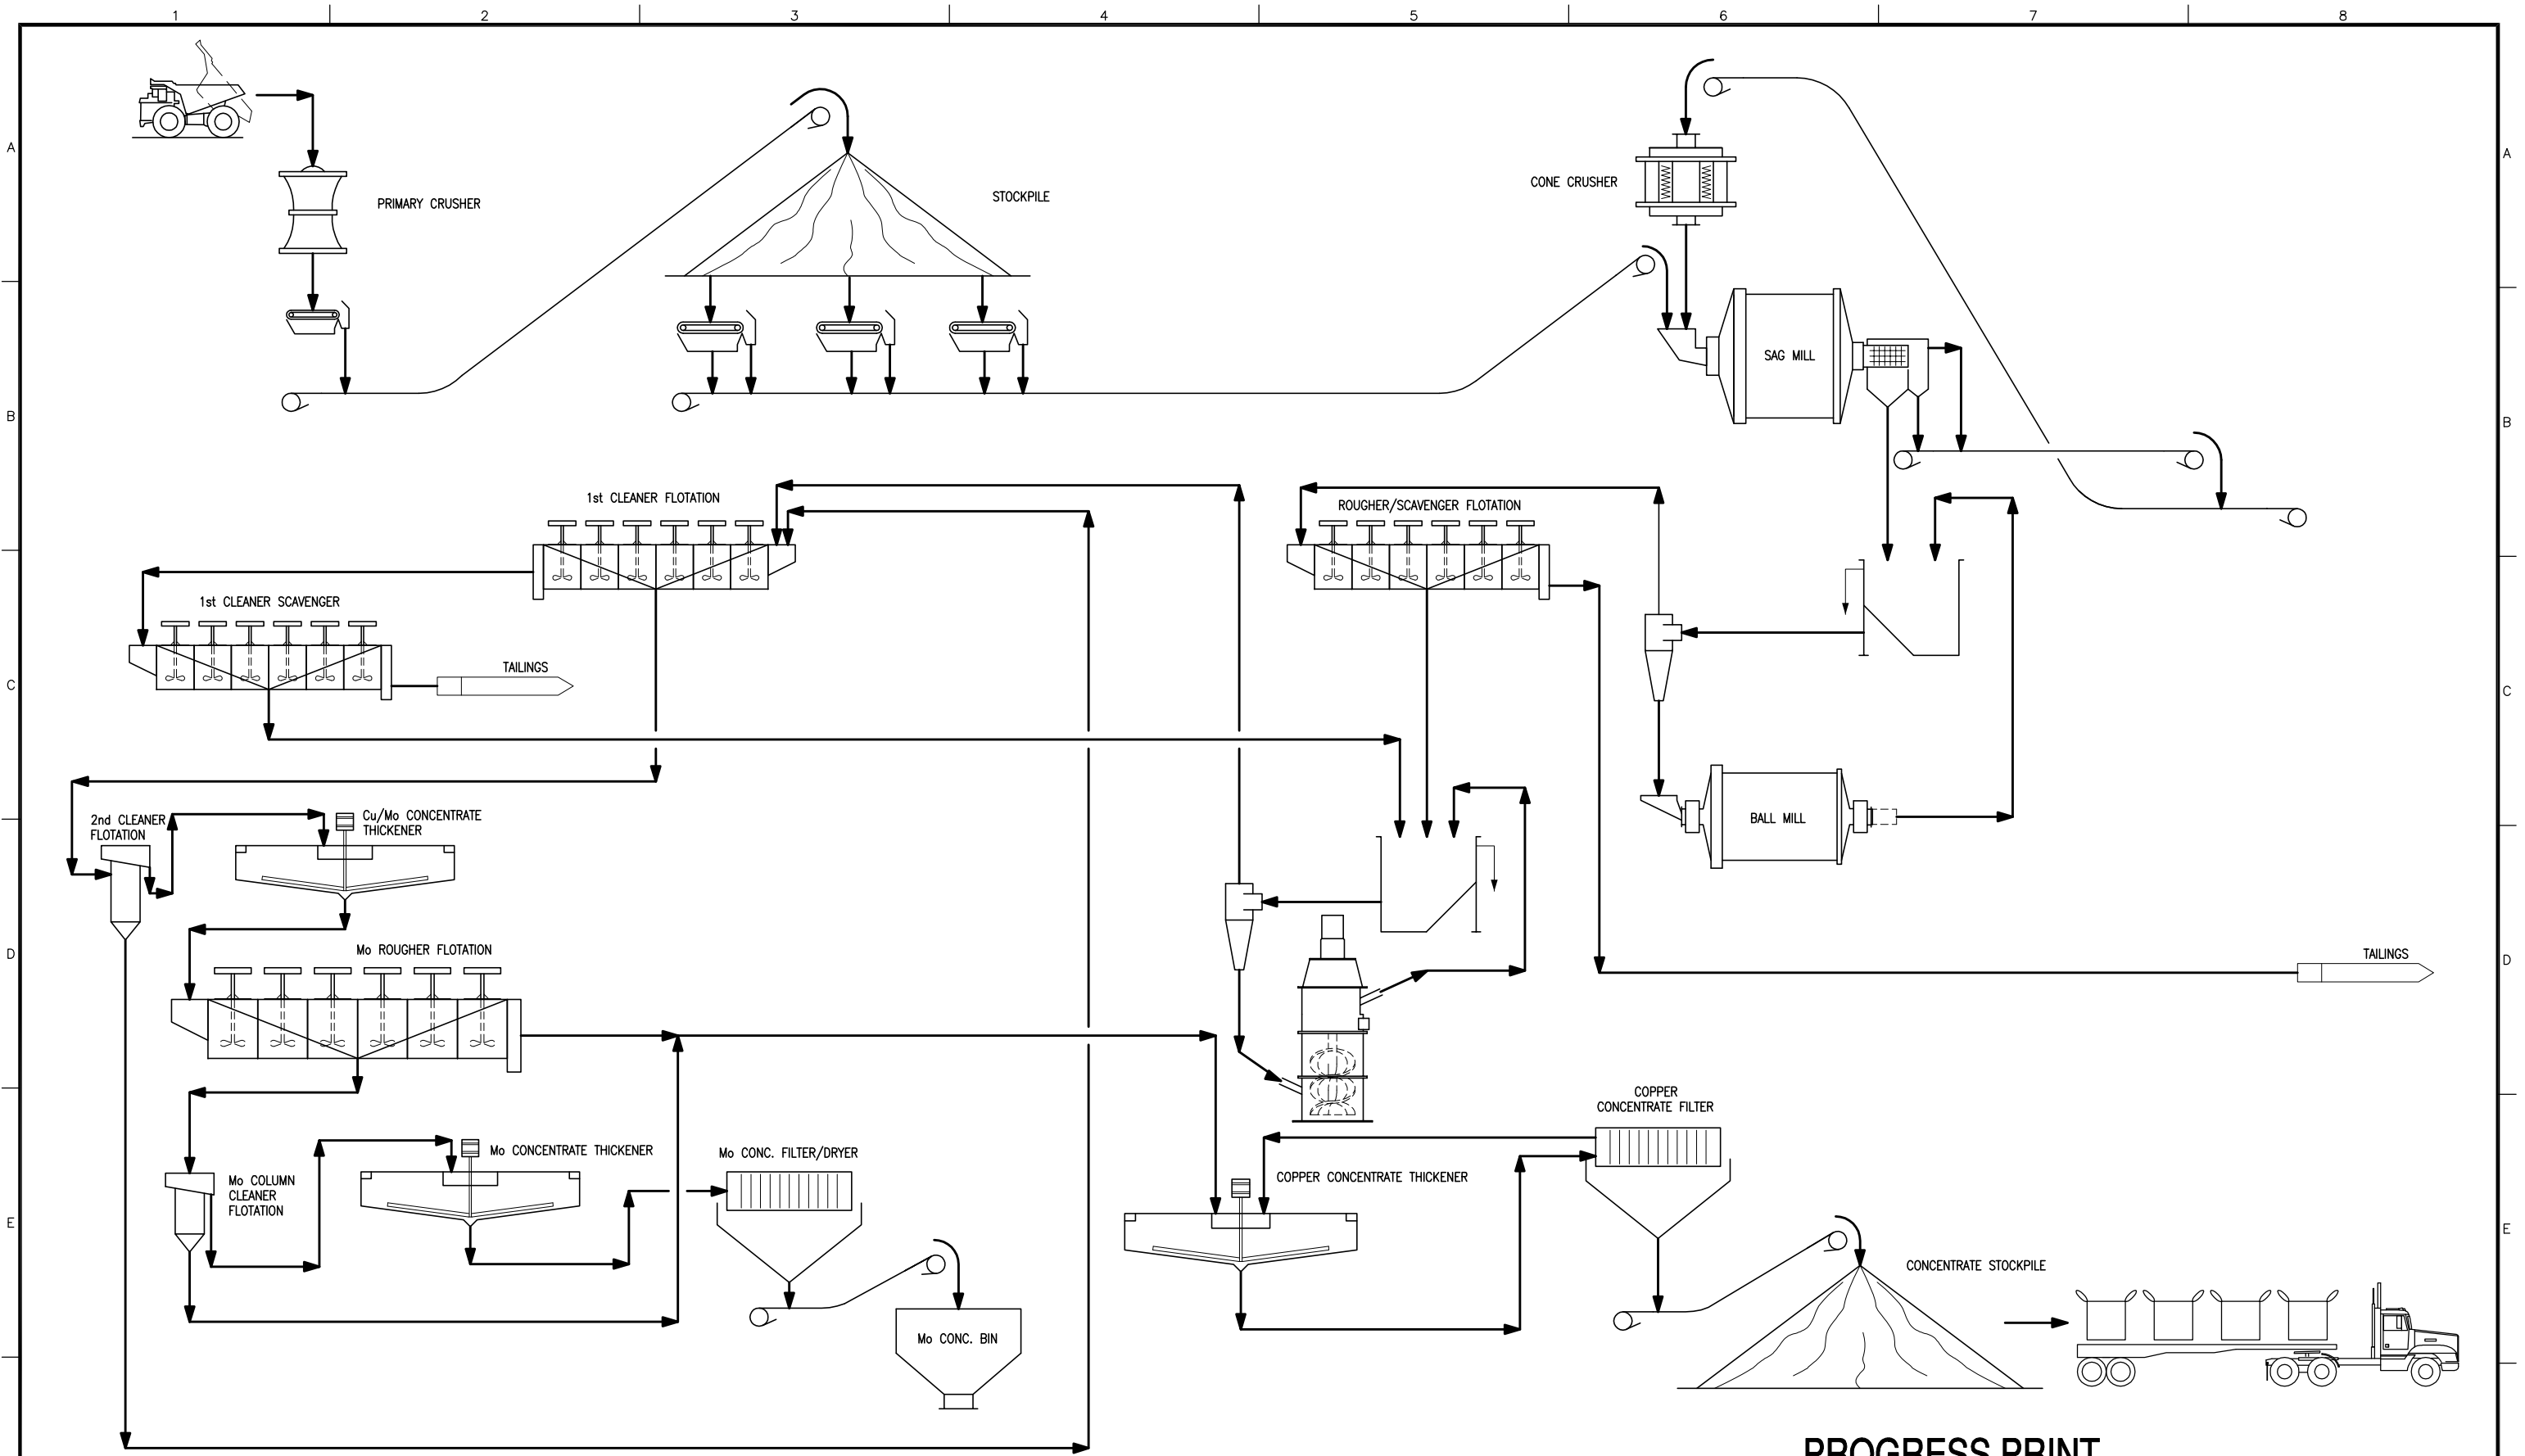 1 2 3 4 5 6 7 8
A
A
PRIMARY CRUSHER
STOCKPILE
CONE CRUSHER
SAG MILL
B
B
1st CLEANER FLOTATION
ROUGHER/SCAVENGER FLOTATION
1st CLEANER SCAVENGER
TAILINGS
C
C
2nd CLEANER
FLOTATION
Cu/Mo CONCENTRATE
THICKENER
BALL MILL
Mo ROUGHER FLOTATION
D
D
TAILINGS
COPPER
CONCENTRATE FILTER
Mo CONCENTRATE THICKENER
Mo CONC. FILTER/DRYER
COPPER CONCENTRATE THICKENER
Mo COLUMN
CLEANER
FLOTATION
E
E
CONCENTRATE STOCKPILE
Mo CONC. BIN
PROGRESS PRINT